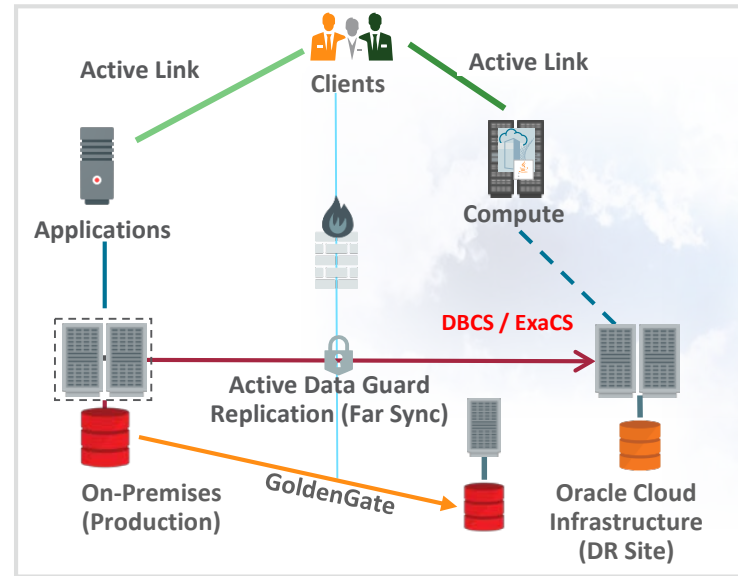 Active Link
Active Link
Clients
Applications
Compute
DBCS / ExaCS
Active Data Guard
Replication (Far Sync)
On-Premises
(Production)
GoldenGate
Oracle Cloud
Infrastructure
(DR Site)